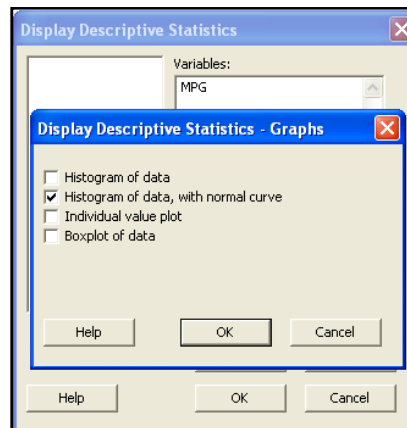 Display Descriptive Statistics
Variables:
MPG
Display Descriptive Statistics - Graphs
Histogram of data
Histogram of data, with normal curve
Individual value plot
Boxplot of data
Help OK Cancel
Help OK Cancel